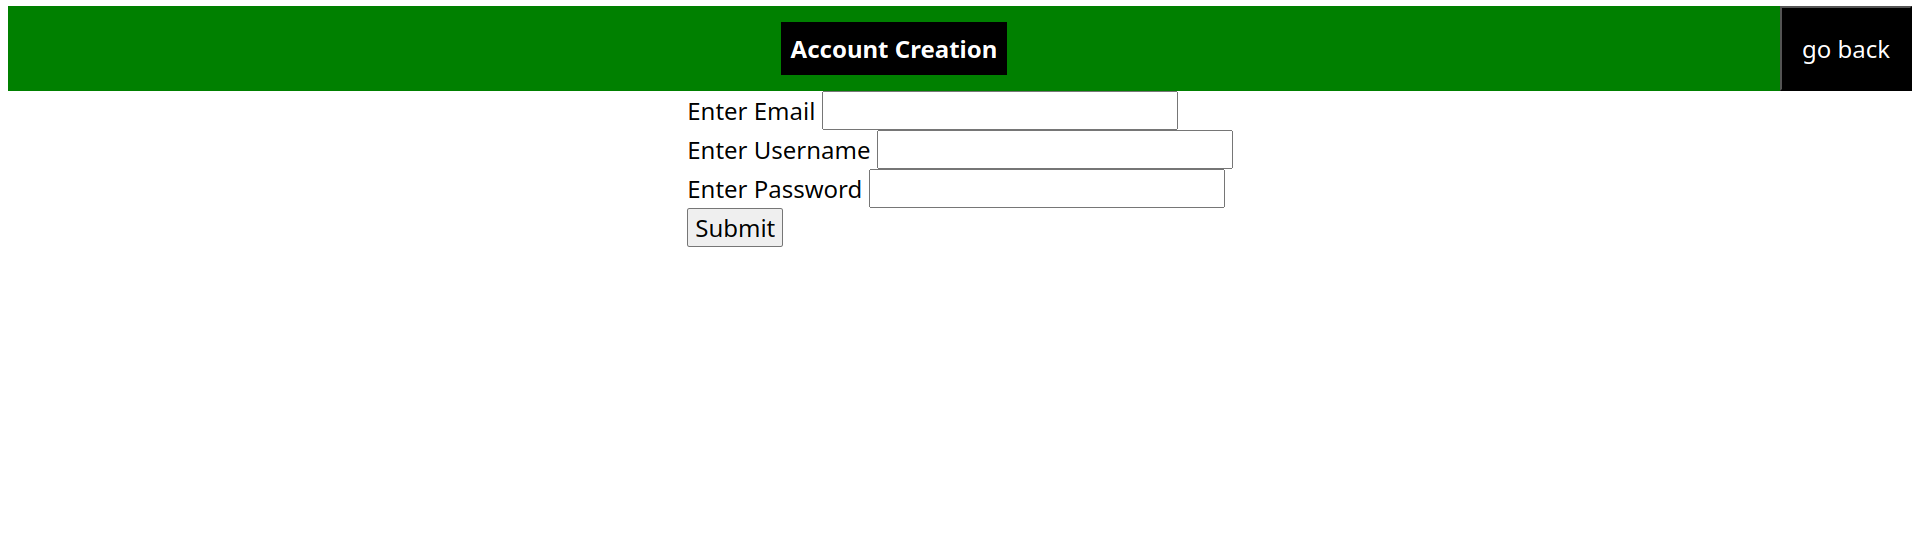 Account Creation
go back
Enter Email
Enter Username
Enter Password
Submit